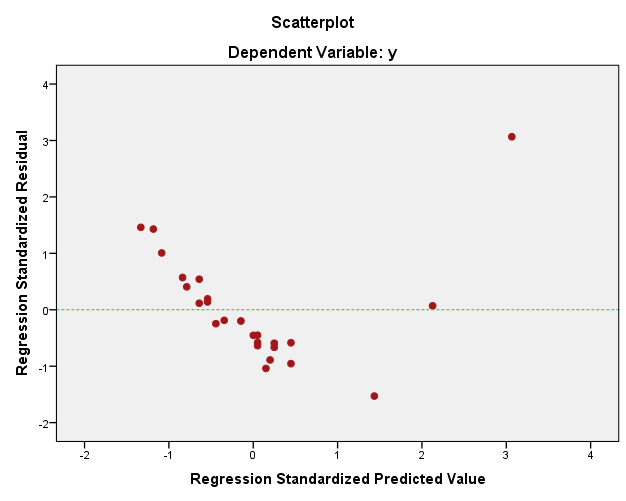 Scatterplot
Dependent Variable: y
Regression Standardized Residual
4
3
2
1
0
-1
-2
-2 -1 0 1 2 3 4
Regression Standardized Predicted Value